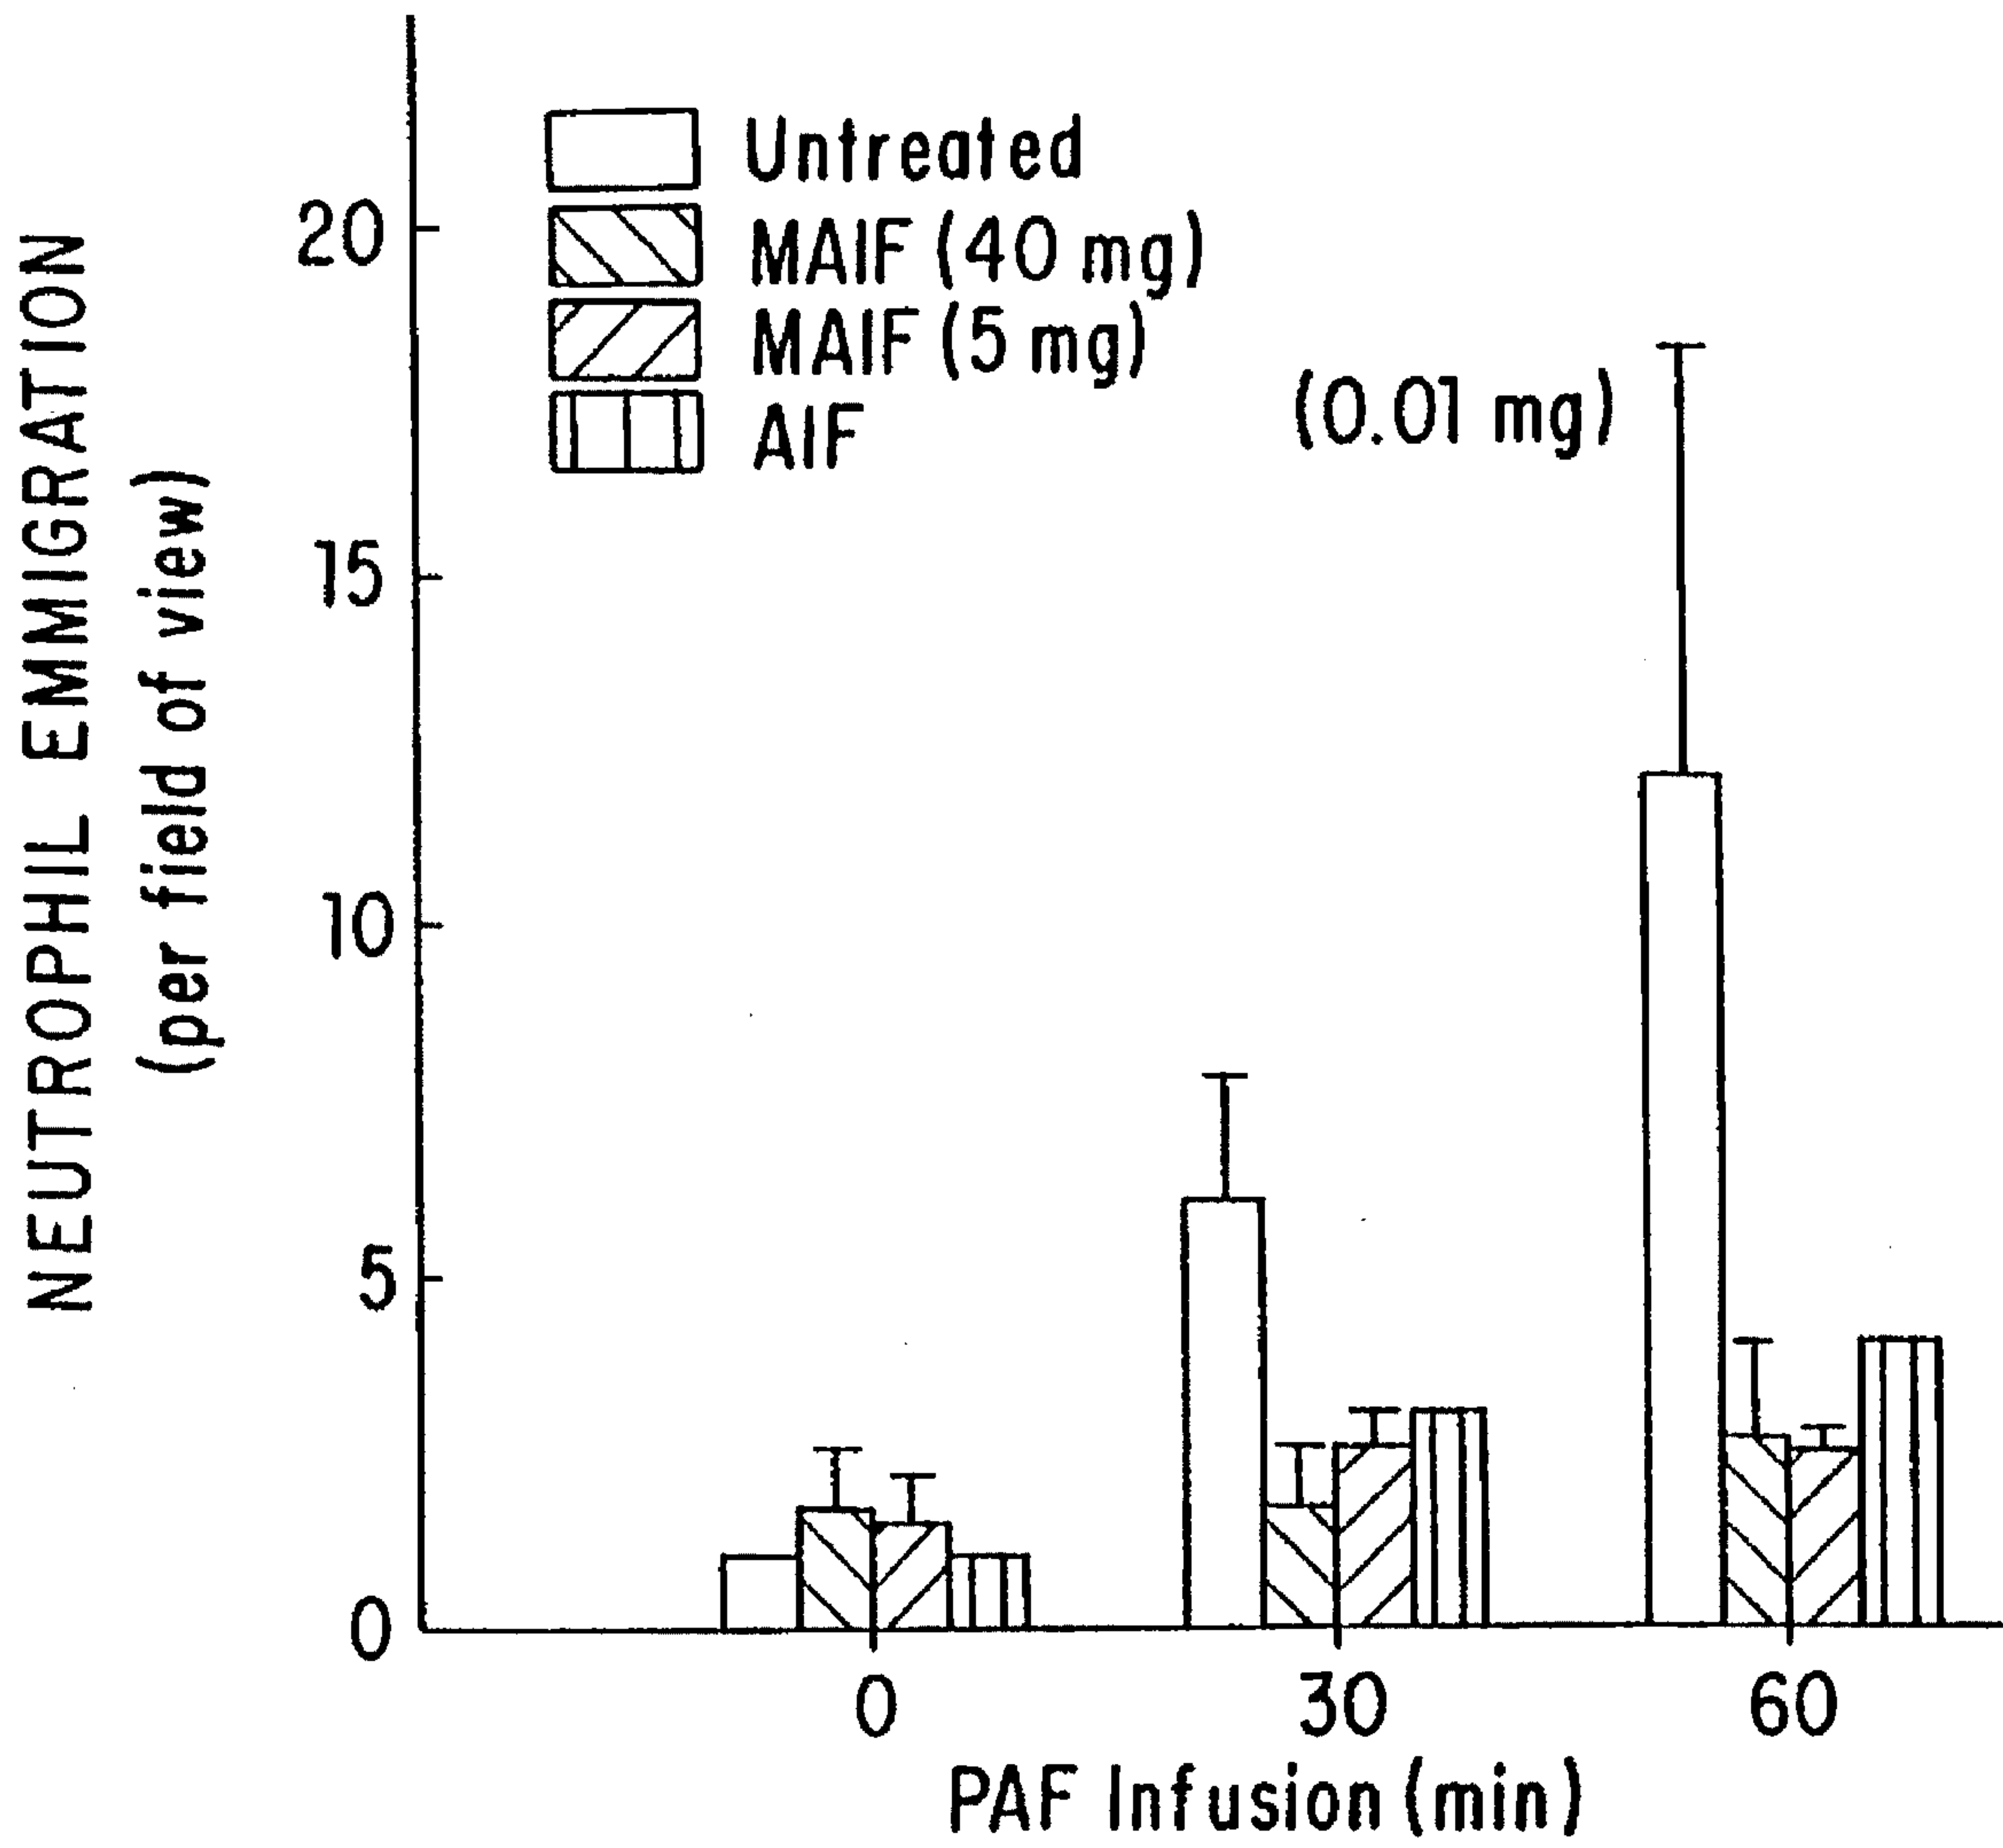 NEUTROPHIL EMMIGRATION
(per field of view)
20
15
10
5
0
Untreated
MAIF (40 mg)
MAIF (5 mg)
AIF
(0.01 mg)
0 30 60
PAF Infusion (min)